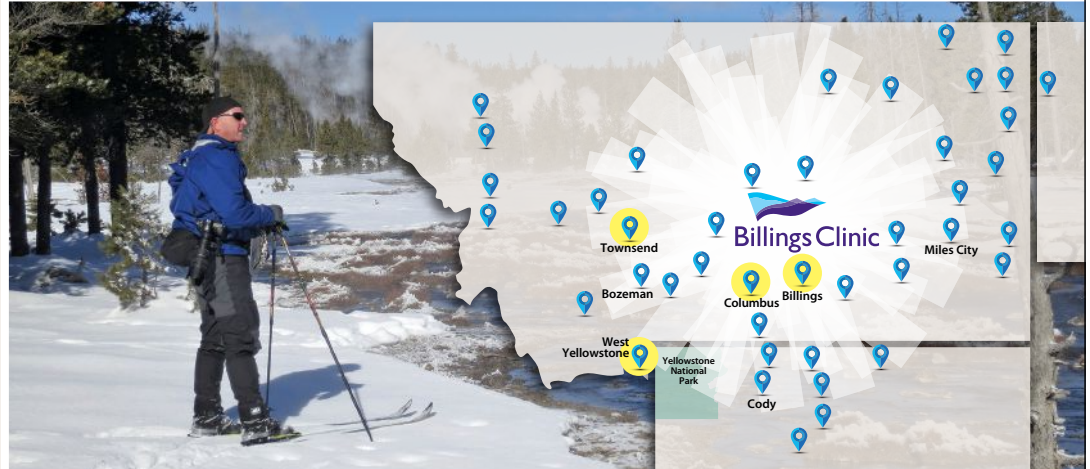 Billings Clinic
Townsend
Miles City
Bozeman
Columbus
Billings
West
Yellowstone
Yellowstone
National
Park
Cody